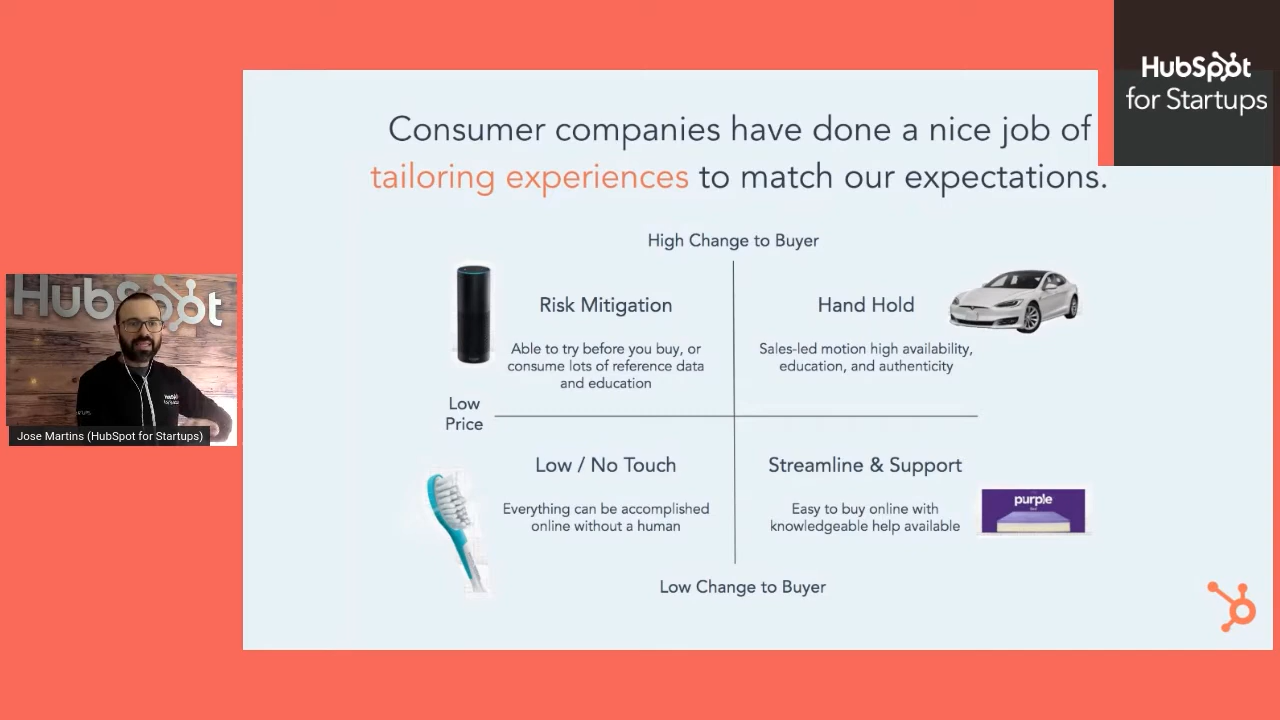 HubSpot
for Startups
Consumer companies have done a nice job of
tailoring experiences to match our expectations.
High Change to Buyer
Risk Mitigation
Able to try before you buy, or
consume lots of reference data
and education
Hand Hold
Sales-led motion high availability,
education, and authenticity
Low
Price
Low / No Touch
Everything can be accomplished
online without a human
Streamline & Support
Easy to buy online with
knowledgeable help available
purple
Low Change to Buyer
HubSpot
HubSpot
Jose Martins (HubSpot for Startups)